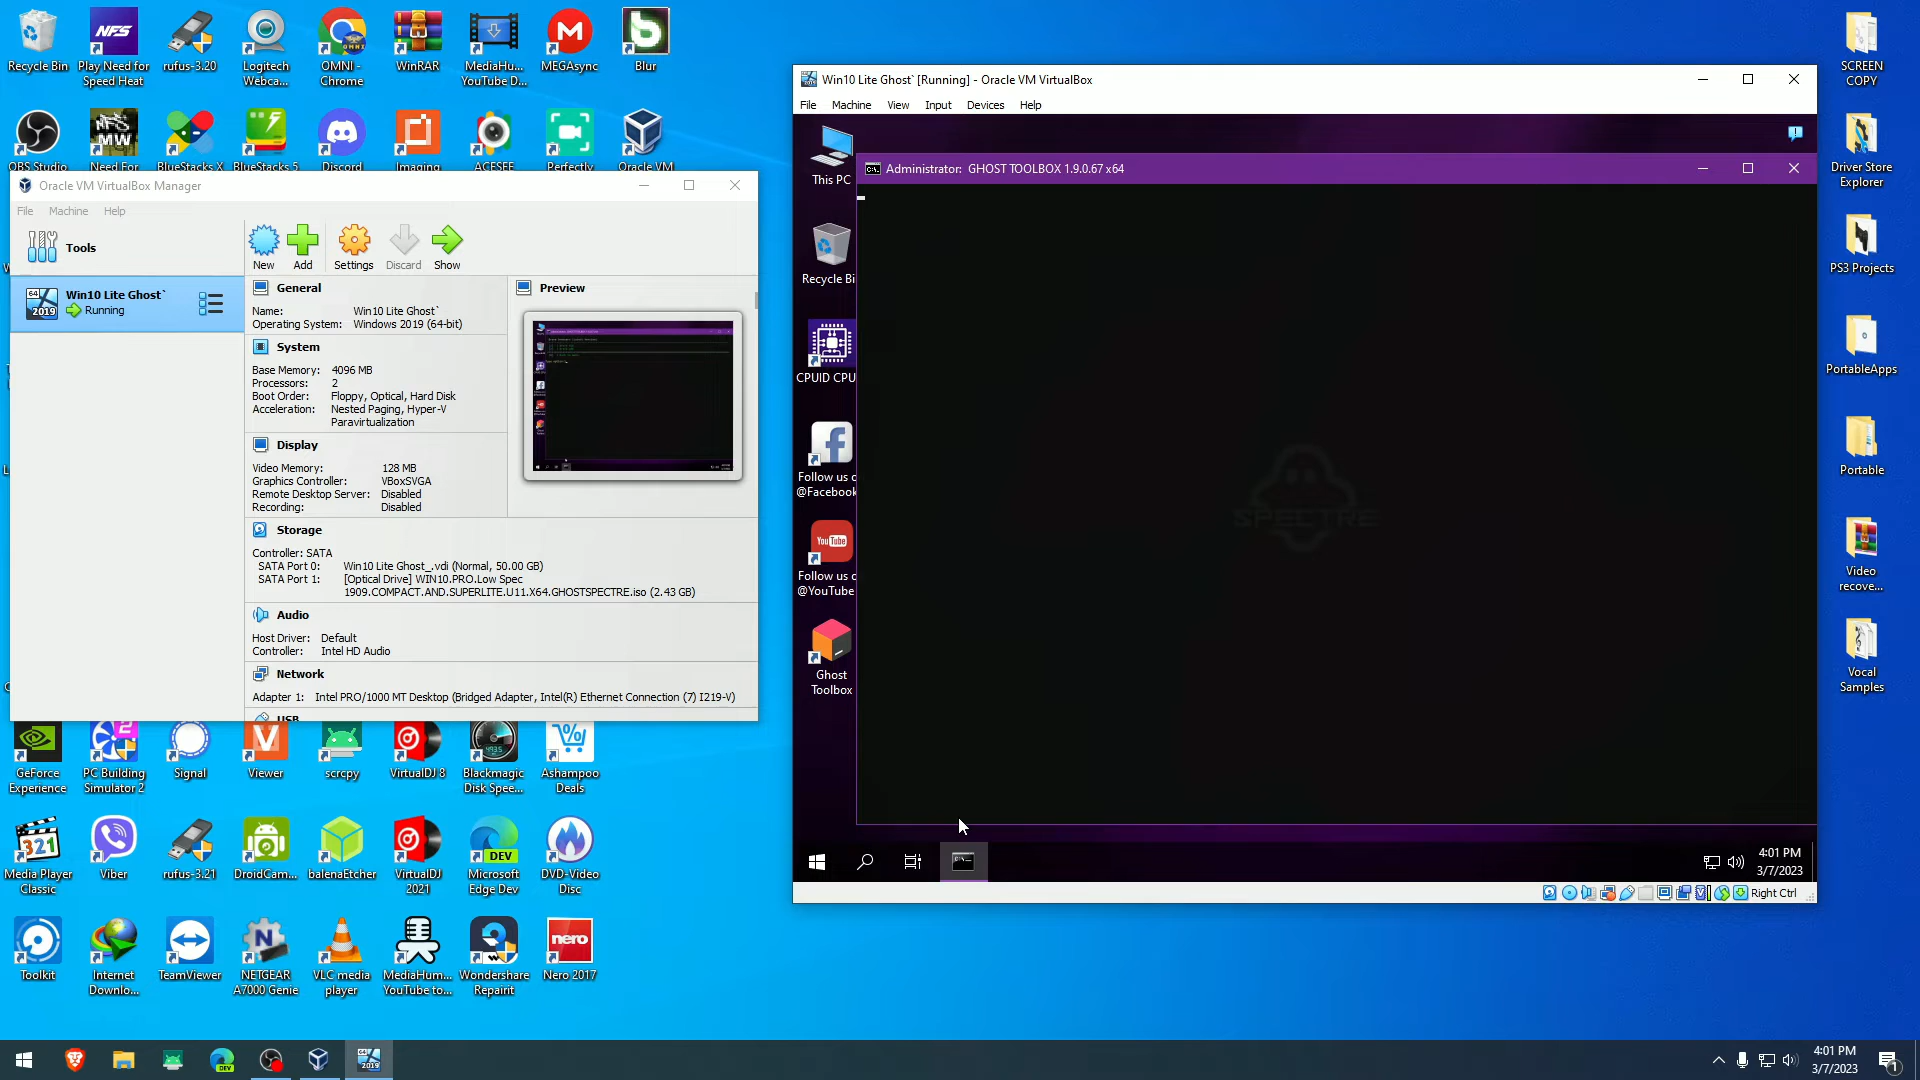 Recycle Bin
Play Need for
Speed Heat
rufus-3.20
Logitech
Webca...
OMNI -
Chrome
WinRAR
MediaHu...
YouTube D...
MEGAsync
Blur
OBS Studio
Need For
BlueStacks X
BlueStacks 5
Discord
Imaging
ACESEE
Perfectly
Oracle VM
Oracle VM VirtualBox Manager
File
Machine
Help
Tools
New
Add
Settings
Discard
Show
64
2019
Win10 Lite Ghost`
Running
General
Name: Win10 Lite Ghost`
Operating System: Windows 2019 (64-bit)
System
Base Memory: 4096 MB
Processors: 2
Boot Order: Floppy, Optical, Hard Disk
Acceleration: Nested Paging, Hyper-V
Paravirtualization
Display
Video Memory: 128 MB
Graphics Controller: VBoxSVGA
Remote Desktop Server: Disabled
Recording: Disabled
Preview
Storage
Controller: SATA
SATA Port 0: Win10 Lite Ghost_.vdi (Normal, 50.00 GB)
SATA Port 1: [Optical Drive] WIN10.PRO.Low Spec
1909.COMPACT.AND.SUPERLITE.U11.X64.GHOSTSPECTRE.iso (2.43 GB)
Audio
Host Driver: Default
Controller: Intel HD Audio
Network
Adapter 1: Intel PRO/1000 MT Desktop (Bridged Adapter, Intel(R) Ethernet Connection (7) I219-V)
USB
GeForce
Experience
PC Building
Simulator 2
Signal
Viewer
scrcpy
VirtualDJ 8
Blackmagic
Disk Spee...
Ashampoo
Deals
Media Player
Classic
Viber
rufus-3.21
DroidCam...
balenaEtcher
VirtualDJ
2021
Microsoft
Edge Dev
DVD-Video
Disc
Toolkit
Internet
Downlo...
TeamViewer
NETGEAR
A7000 Genie
VLC media
player
MediaHum...
YouTube to...
Wondershare
Repairit
Nero 2017
Win10 Lite Ghost` [Running] - Oracle VM VirtualBox
File
Machine
View
Input
Devices
Help
This PC
Recycle Bi
CPUID CPU
Follow us o
@Facebook
Follow us o
@YouTube
Ghost
Toolbox
Administrator: GHOST TOOLBOX 1.9.0.67 x64
SPECTRE
4:01 PM
3/7/2023
Right Ctrl
SCREEN
COPY
Driver Store
Explorer
PS3 Projects
PortableApps
Portable
Video
recove...
Vocal
Samples
4:01 PM
3/7/2023
1